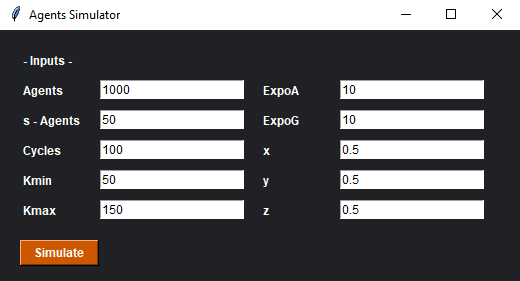 Agents Simulator
- Inputs -
Agents 1000 ExpoA 10
s - Agents 50 ExpoG 10
Cycles 100 x 0.5
Kmin 50 y 0.5
Kmax 150 z 0.5
Simulate